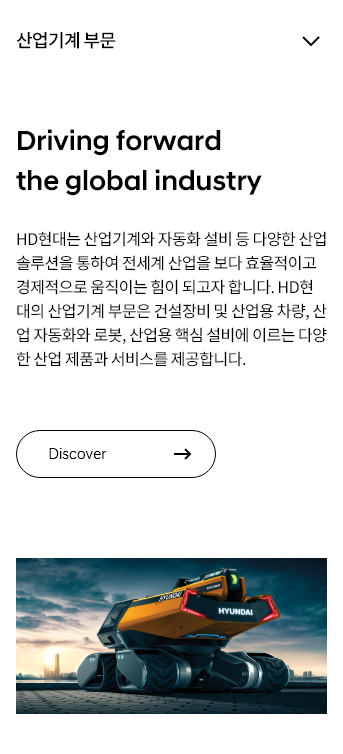 산업기계 부문
Driving forward
the global industry
HD현대는 산업기계와 자동화 설비 등 다양한 산업
솔루션을 통하여 전세계 산업을 보다 효율적이고
경제적으로 움직이는 힘이 되고자 합니다. HD현
대의 산업기계 부문은 건설장비 및 산업용 차량, 산
업 자동화와 로봇, 산업용 핵심 설비에 이르는 다양
한 산업 제품과 서비스를 제공합니다.
Discover
HYUNDAI
HYUNDAI